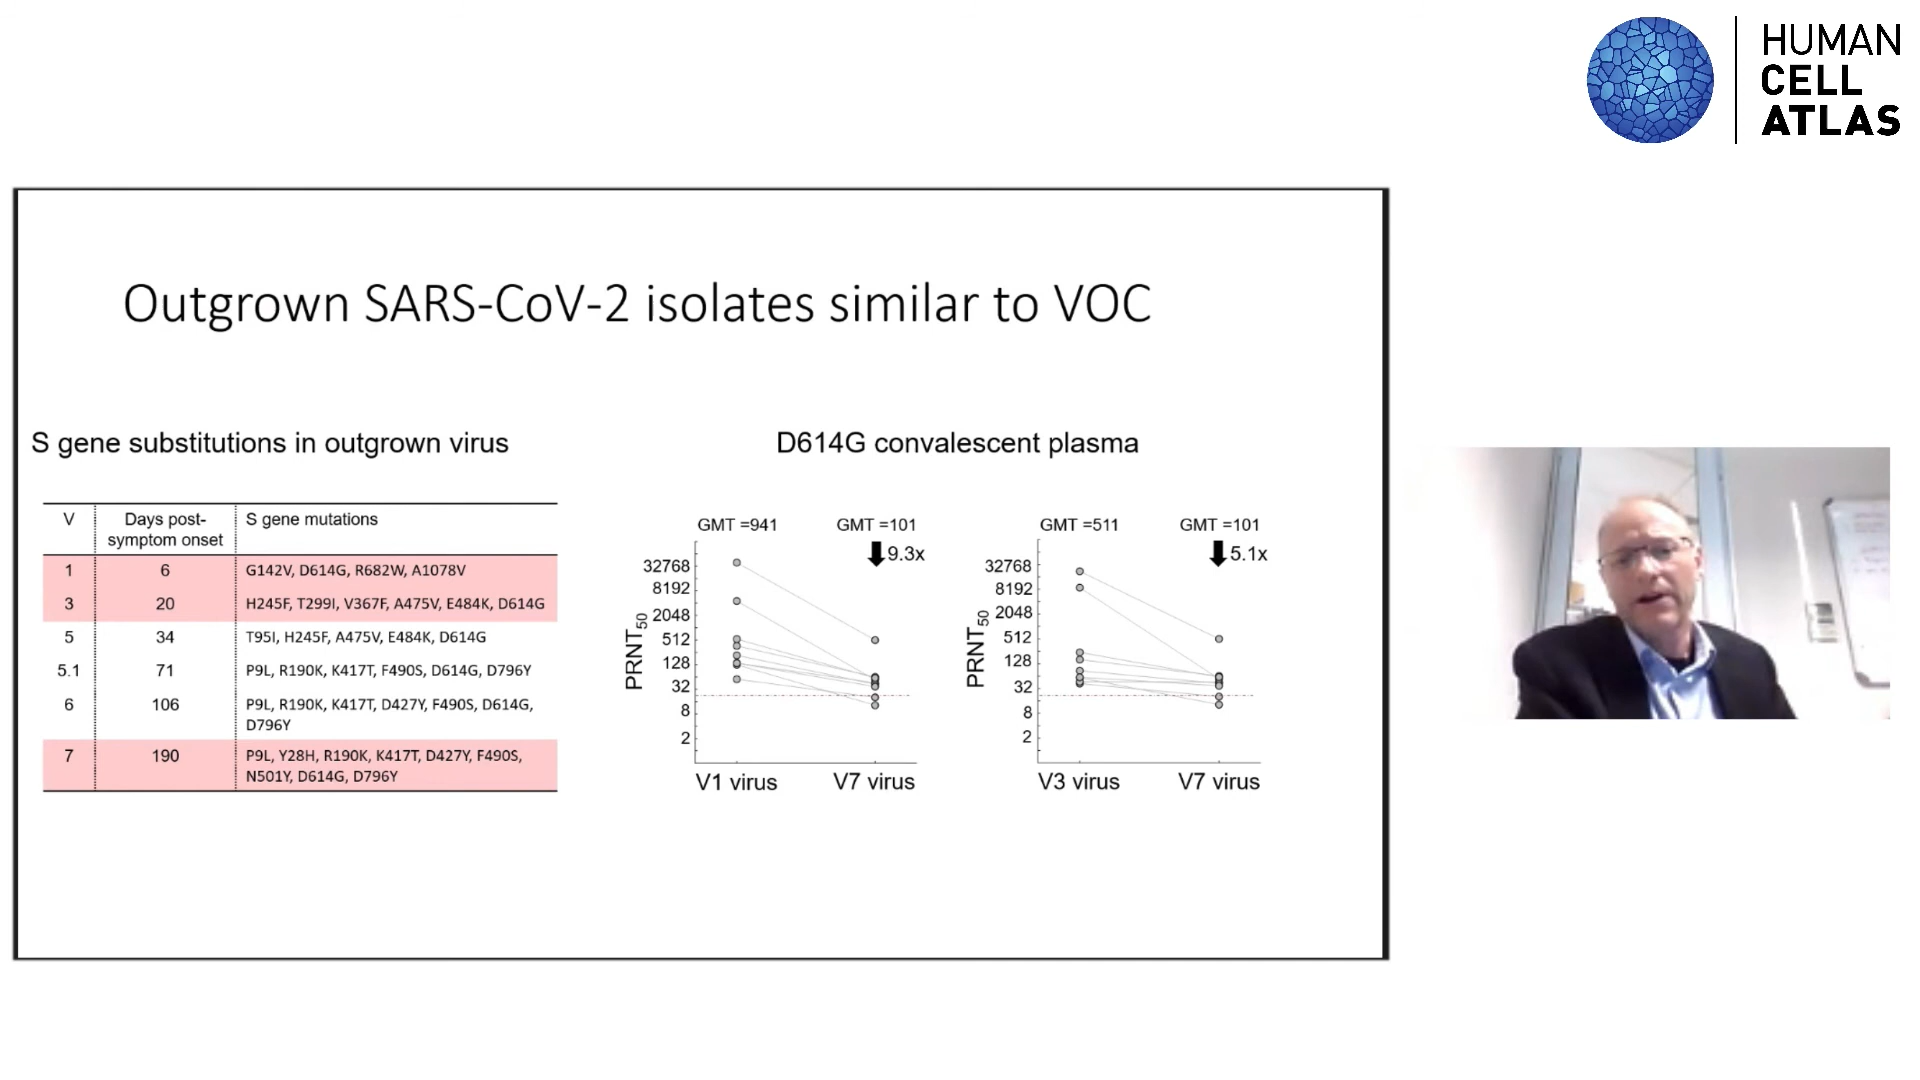 HUMAN
CELL
ATLAS
Outgrown SARS-CoV-2 isolates similar to VOC
S gene substitutions in outgrown virus
V
Days post-
symptom onset
S gene mutations
1 6 G142V, D614G, R682W, A1078V
3 20 H245F, T299I, V367F, A475V, E484K, D614G
5 34 T95I, H245F, A475V, E484K, D614G
5.1 71 P9L, R190K, K417T, F490S, D614G, D796Y
6 106 P9L, R190K, K417T, D427Y, F490S, D614G,
D796Y
7 190 P9L, Y28H, R190K, K417T, D427Y, F490S,
N501Y, D614G, D796Y
D614G convalescent plasma
GMT =941 GMT =101
9.3x
PRNT50
32768
8192
2048
512
128
32
8
2
V1 virus V7 virus
GMT =511 GMT =101
5.1x
PRNT50
32768
8192
2048
512
128
32
8
2
V3 virus V7 virus